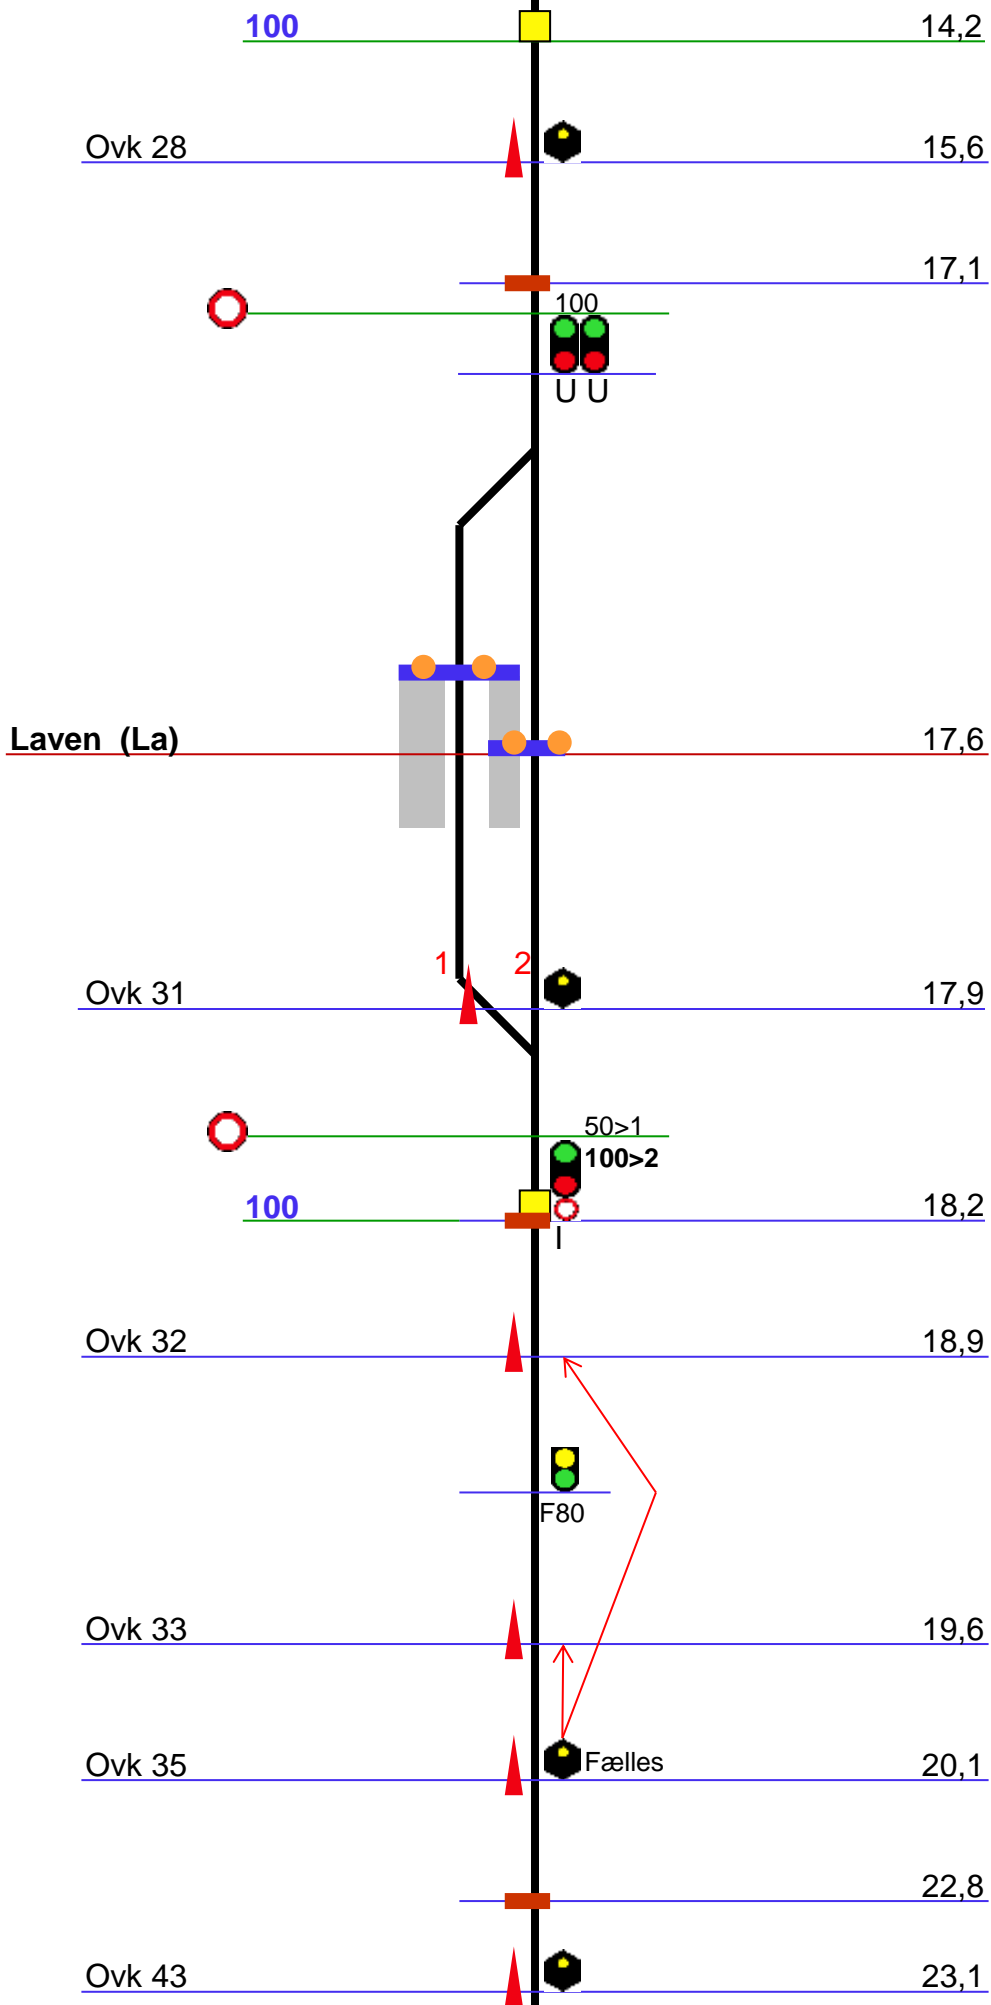 100 14,2
Ovk 28 15,6
17,1
100
U U
Laven (La) 17,6
1 2
Ovk 31 17,9
50>1
100>2
100 18,2
I
Ovk 32 18,9
F80
Ovk 33 19,6
Ovk 35 Fælles 20,1
22,8
Ovk 43 23,1